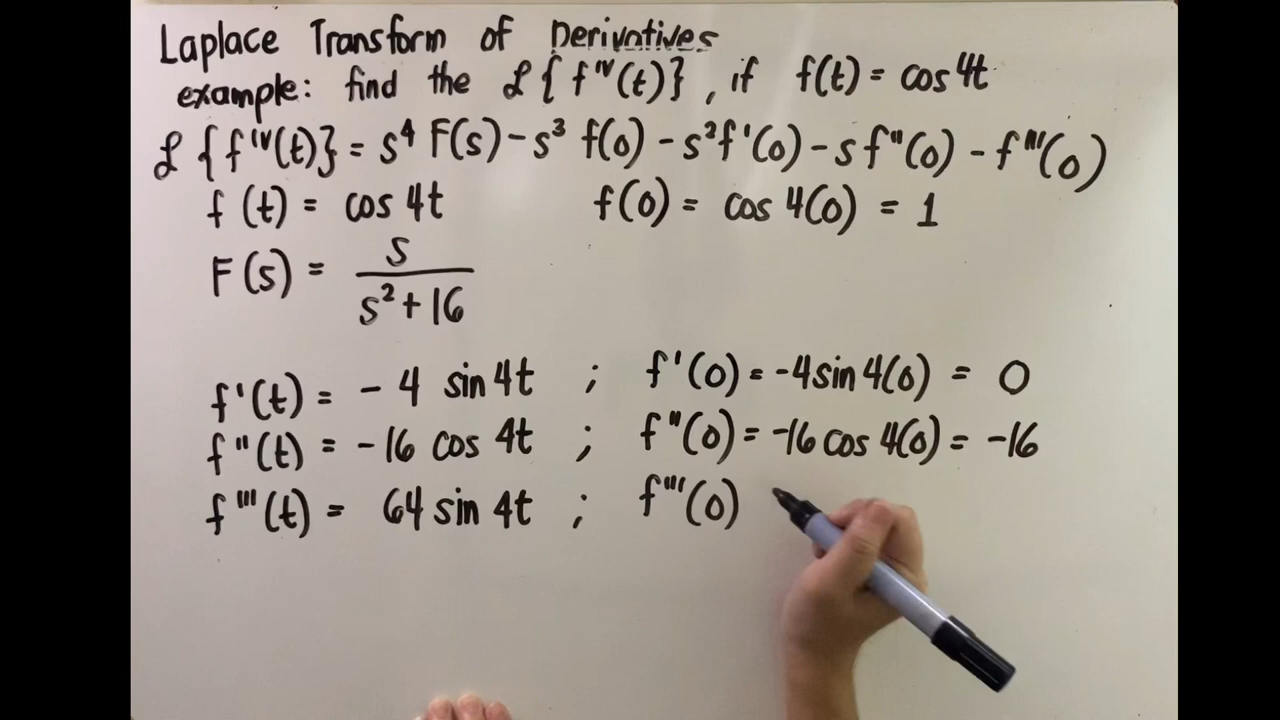 Laplace Transform of Derivatives
example: find the ℒ{f^IV(t)}, if f(t) = cos 4t
ℒ{f^IV(t)} = s⁴ F(s) - s³ f(0) - s² f'(0) - s f''(0) - f'''(0)
f(t) = cos 4t f(0) = cos 4(0) = 1
F(s) = s / (s² + 16)
f'(t) = - 4 sin 4t ; f'(0) = -4 sin 4(0) = 0
f''(t) = -16 cos 4t ; f''(0) = -16 cos 4(0) = -16
f'''(t) = 64 sin 4t ; f'''(0)